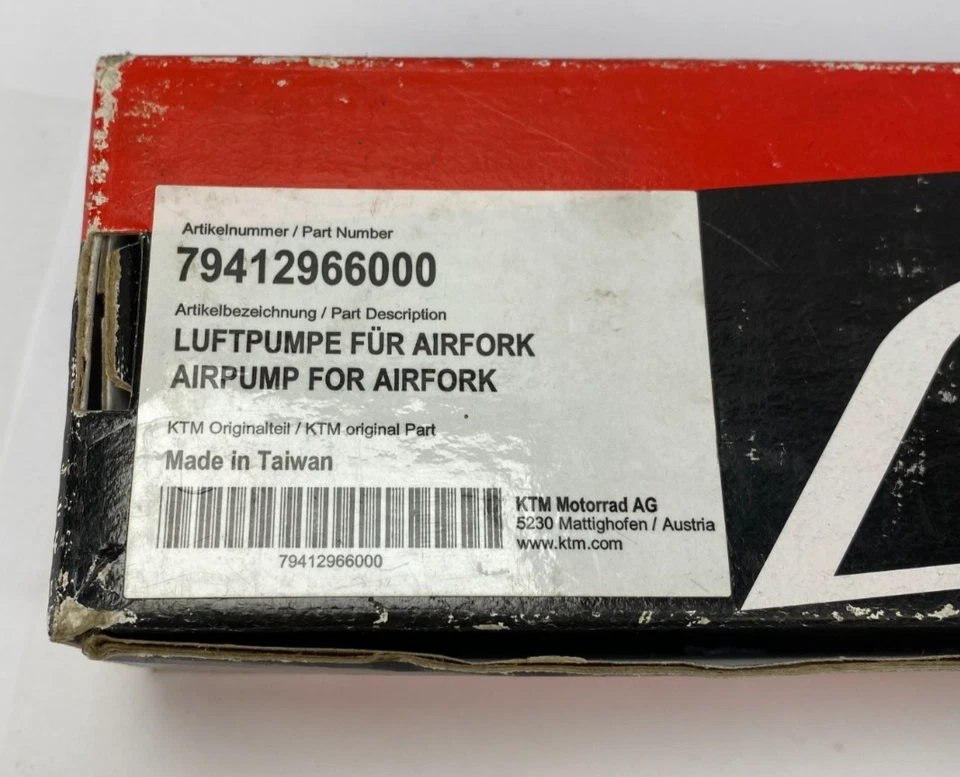 Artikelnummer / Part Number
79412966000
Artikelbezeichnung / Part Description
LUFTPUMPE FÜR AIRFORK
AIRPUMP FOR AIRFORK
KTM Originalteil / KTM original Part
Made in Taiwan
79412966000
KTM Motorrad AG
5230 Mattighofen / Austria
www.ktm.com